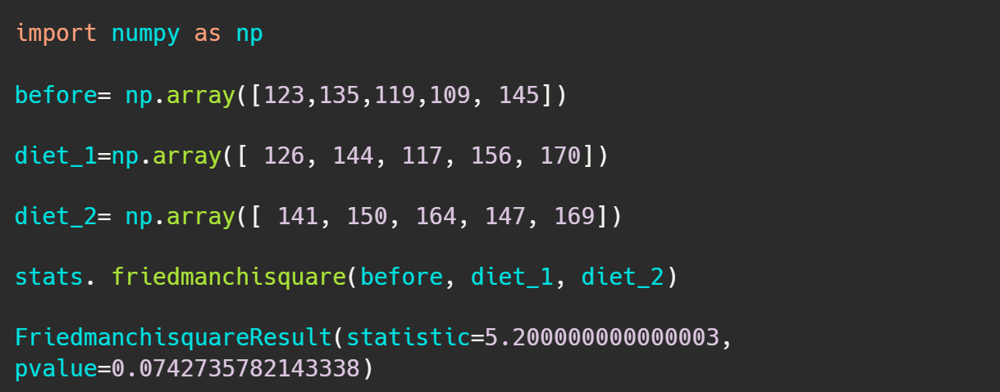 import numpy as np
before= np.array([123,135,119,109, 145])
diet_1=np.array([ 126, 144, 117, 156, 170])
diet_2= np.array([ 141, 150, 164, 147, 169])
stats. friedmanchisquare(before, diet_1, diet_2)
FriedmanchisquareResult(statistic=5.200000000000003,
pvalue=0.0742735782143338)